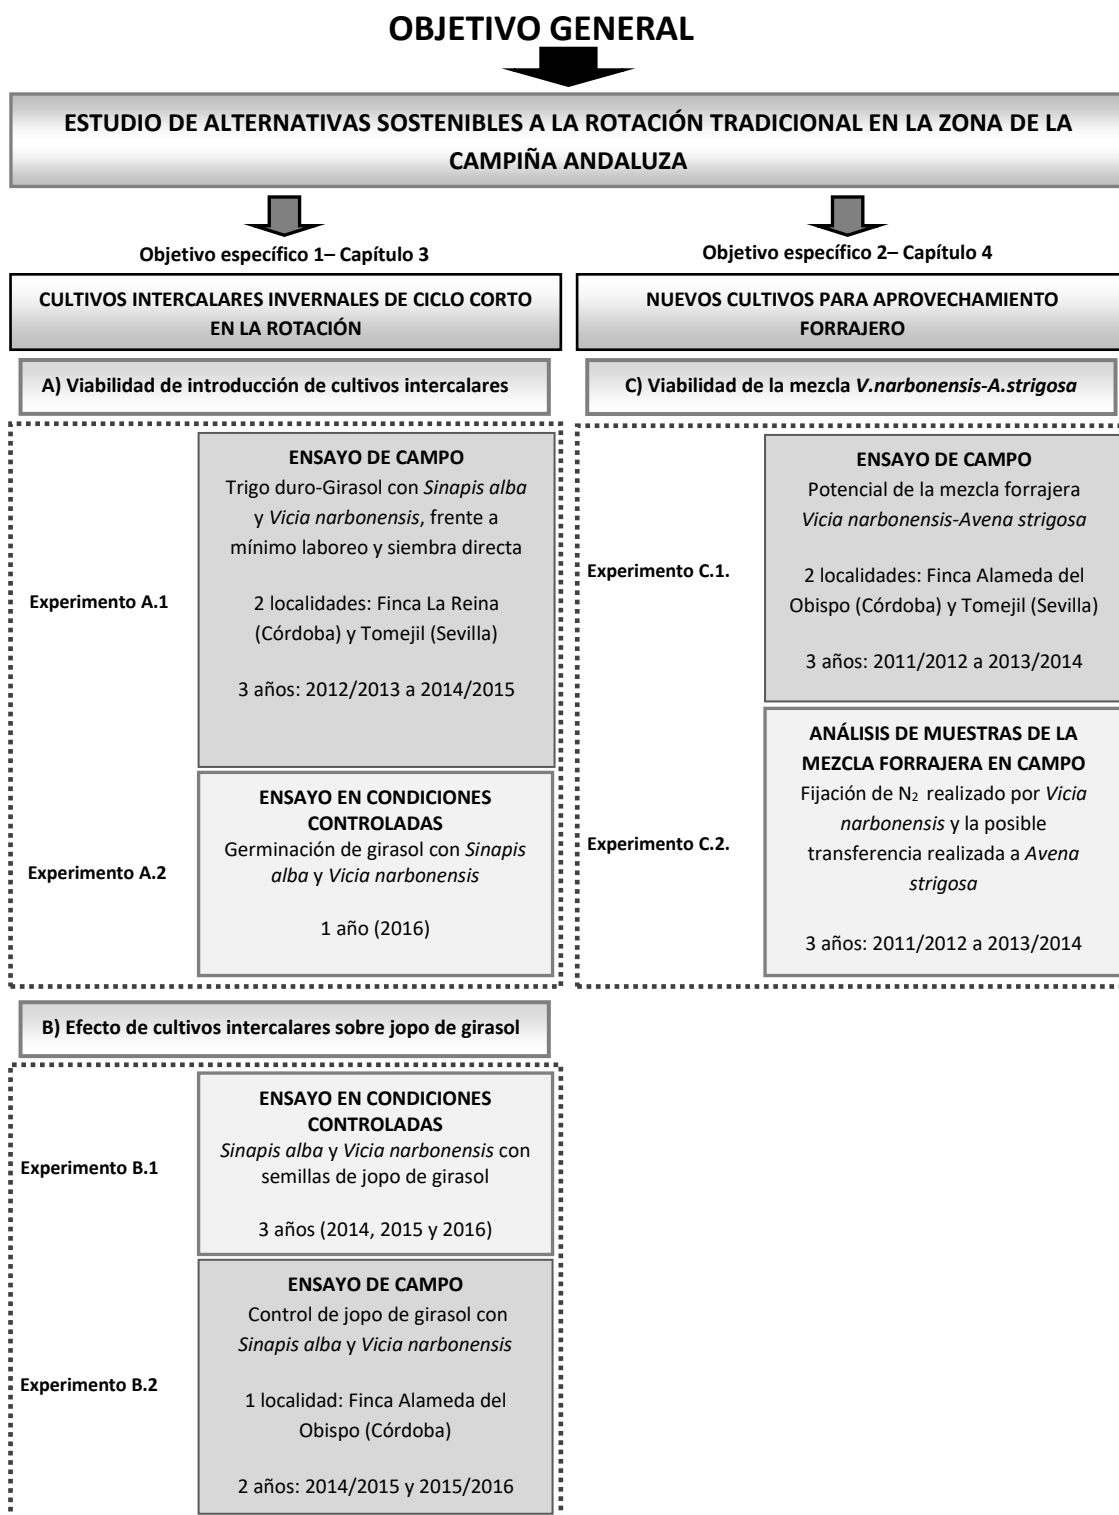 OBJETIVO GENERAL
ESTUDIO DE ALTERNATIVAS SOSTENIBLES A LA ROTACIÓN TRADICIONAL EN LA ZONA DE LA
CAMPIÑA ANDALUZA
Objetivo específico 1– Capítulo 3
CULTIVOS INTERCALARES INVERNALES DE CICLO CORTO
EN LA ROTACIÓN
A) Viabilidad de introducción de cultivos intercalares
Experimento A.1
ENSAYO DE CAMPO
Trigo duro-Girasol con Sinapis alba
y Vicia narbonensis, frente a
mínimo laboreo y siembra directa
2 localidades: Finca La Reina
(Córdoba) y Tomejil (Sevilla)
3 años: 2012/2013 a 2014/2015
Experimento A.2
ENSAYO EN CONDICIONES
CONTROLADAS
Germinación de girasol con Sinapis
alba y Vicia narbonensis
1 año (2016)
B) Efecto de cultivos intercalares sobre jopo de girasol
Experimento B.1
ENSAYO EN CONDICIONES
CONTROLADAS
Sinapis alba y Vicia narbonensis con
semillas de jopo de girasol
3 años (2014, 2015 y 2016)
Experimento B.2
ENSAYO DE CAMPO
Control de jopo de girasol con
Sinapis alba y Vicia narbonensis
1 localidad: Finca Alameda del
Obispo (Córdoba)
2 años: 2014/2015 y 2015/2016
Objetivo específico 2– Capítulo 4
NUEVOS CULTIVOS PARA APROVECHAMIENTO
FORRAJERO
C) Viabilidad de la mezcla V.narbonensis-A.strigosa
Experimento C.1.
ENSAYO DE CAMPO
Potencial de la mezcla forrajera
Vicia narbonensis-Avena strigosa
2 localidades: Finca Alameda del
Obispo (Córdoba) y Tomejil (Sevilla)
3 años: 2011/2012 a 2013/2014
Experimento C.2.
ANÁLISIS DE MUESTRAS DE LA
MEZCLA FORRAJERA EN CAMPO
Fijación de N₂ realizado por Vicia
narbonensis y la posible
transferencia realizada a Avena
strigosa
3 años: 2011/2012 a 2013/2014